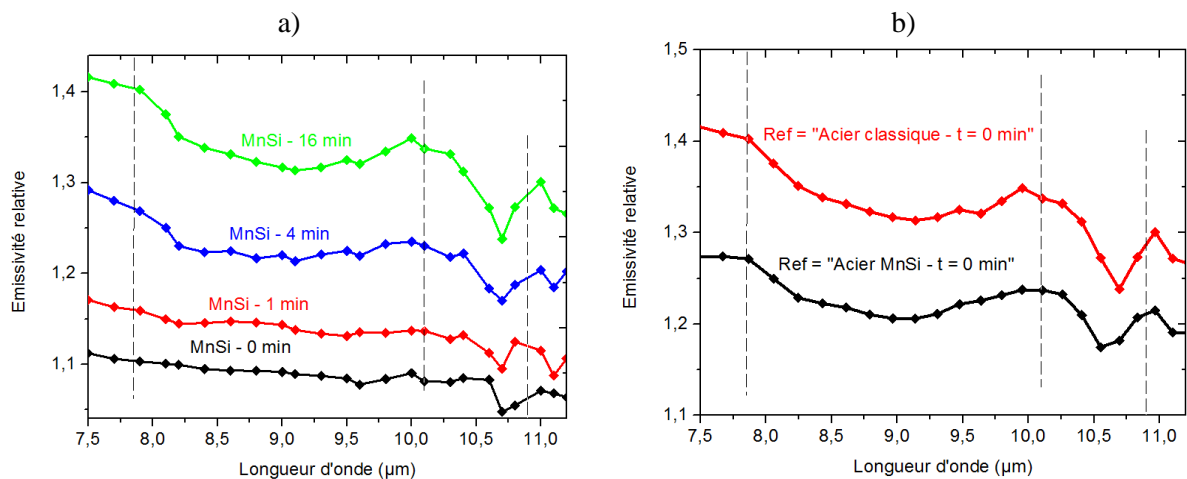 a)
Emissivité relative
1,4
1,3
1,2
1,1
MnSi - 16 min
MnSi - 4 min
MnSi - 1 min
MnSi - 0 min
7,5 8,0 8,5 9,0 9,5 10,0 10,5 11,0
Longueur d'onde (µm)
b)
Emissivité relative
1,5
1,4
1,3
1,2
1,1
Ref = "Acier classique - t = 0 min"
Ref = "Acier MnSi - t = 0 min"
7,5 8,0 8,5 9,0 9,5 10,0 10,5 11,0
Longueur d'onde (µm)